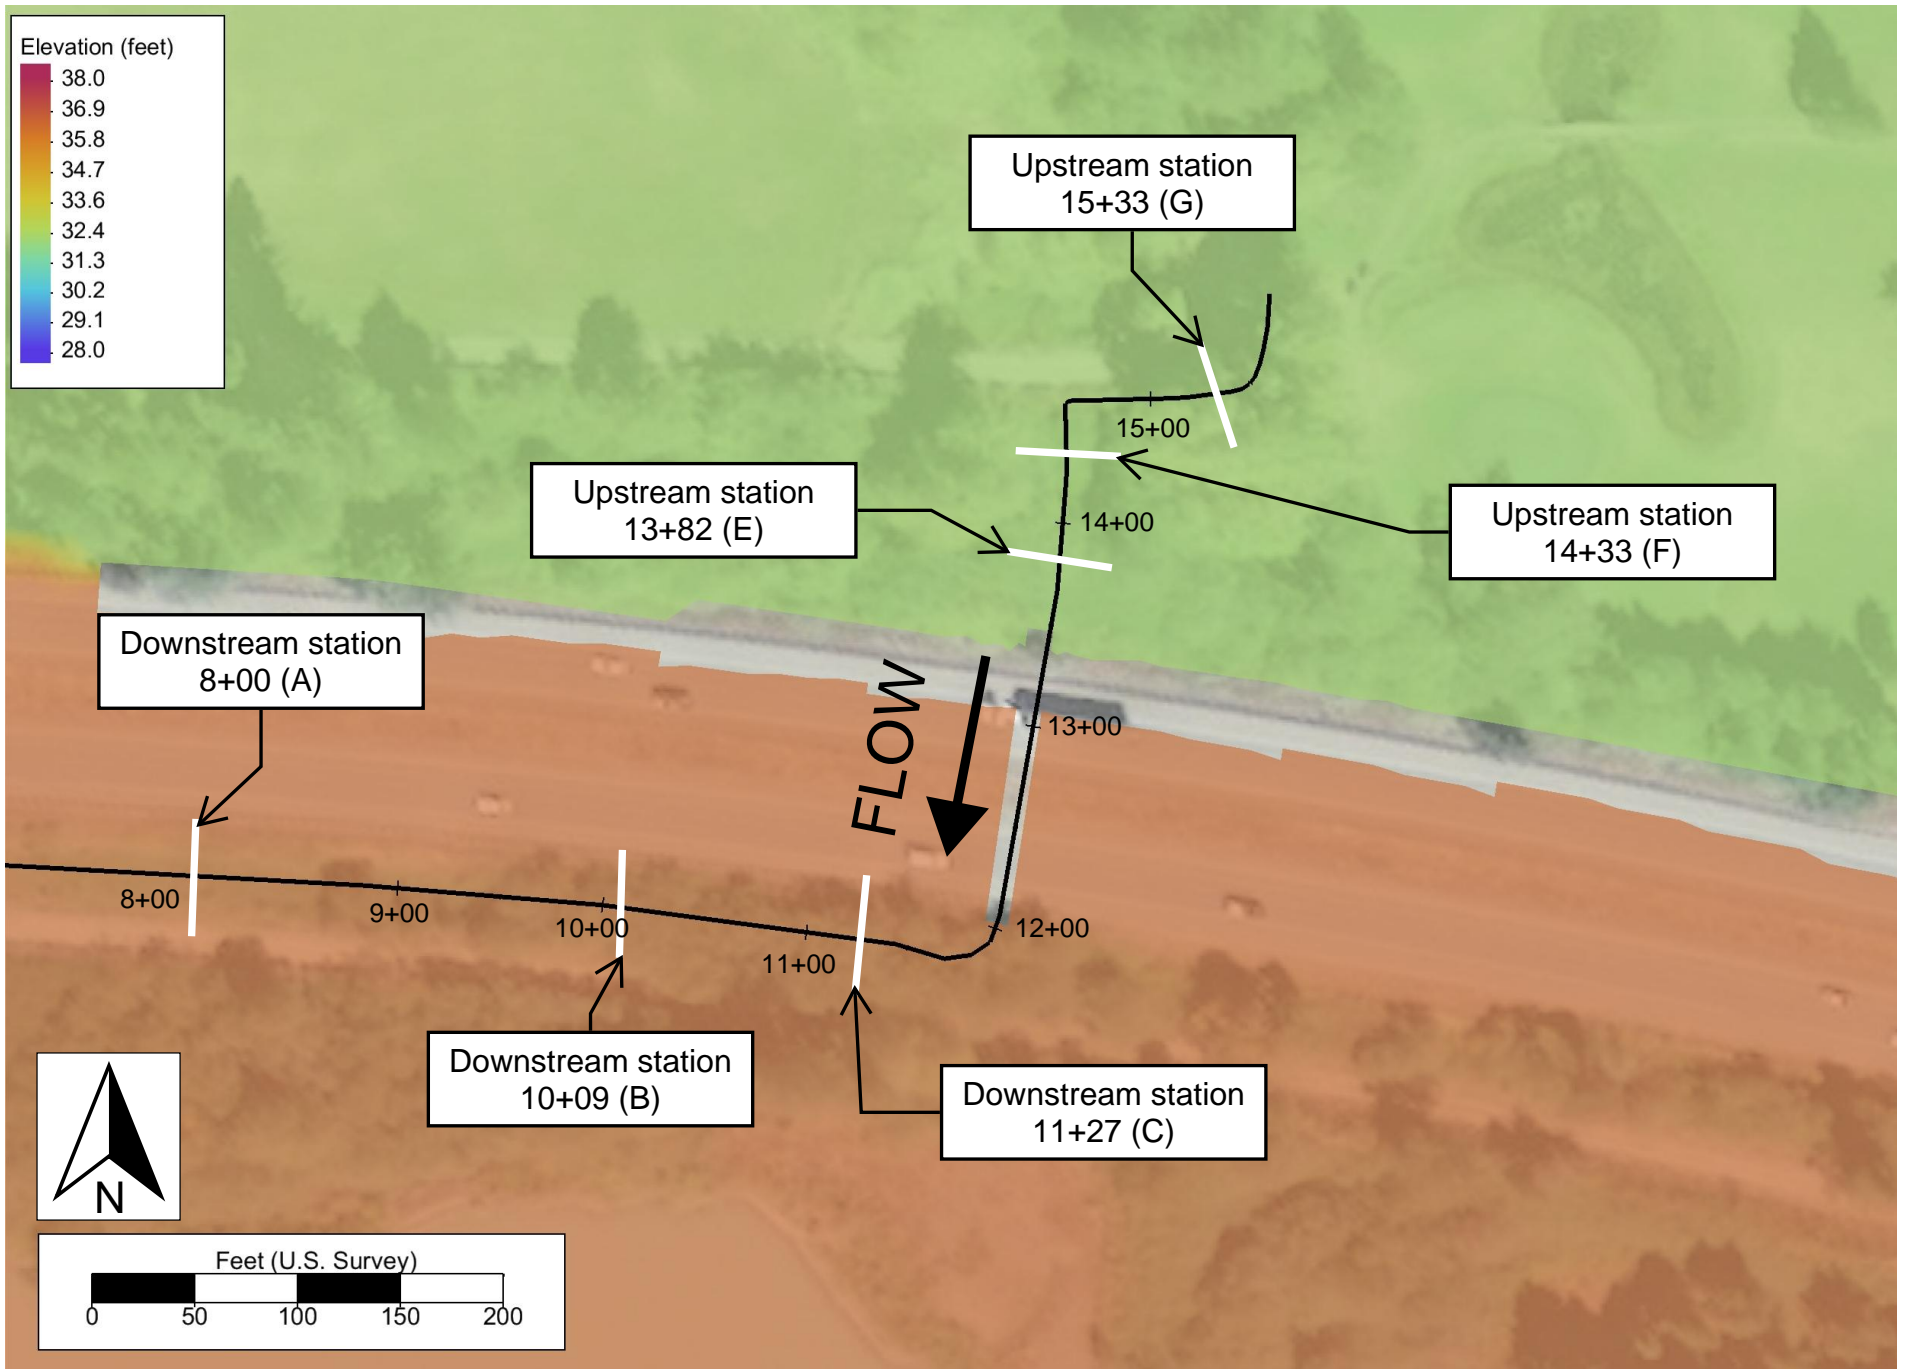 Elevation (feet)
38.0
36.9
35.8
34.7
33.6
32.4
31.3
30.2
29.1
28.0
Upstream station
15+33 (G)
15+00
Upstream station
13+82 (E)
14+00
Upstream station
14+33 (F)
Downstream station
8+00 (A)
FLOW
13+00
8+00
9+00
10+00
11+00
12+00
Downstream station
10+09 (B)
Downstream station
11+27 (C)
N
Feet (U.S. Survey)
0 50 100 150 200